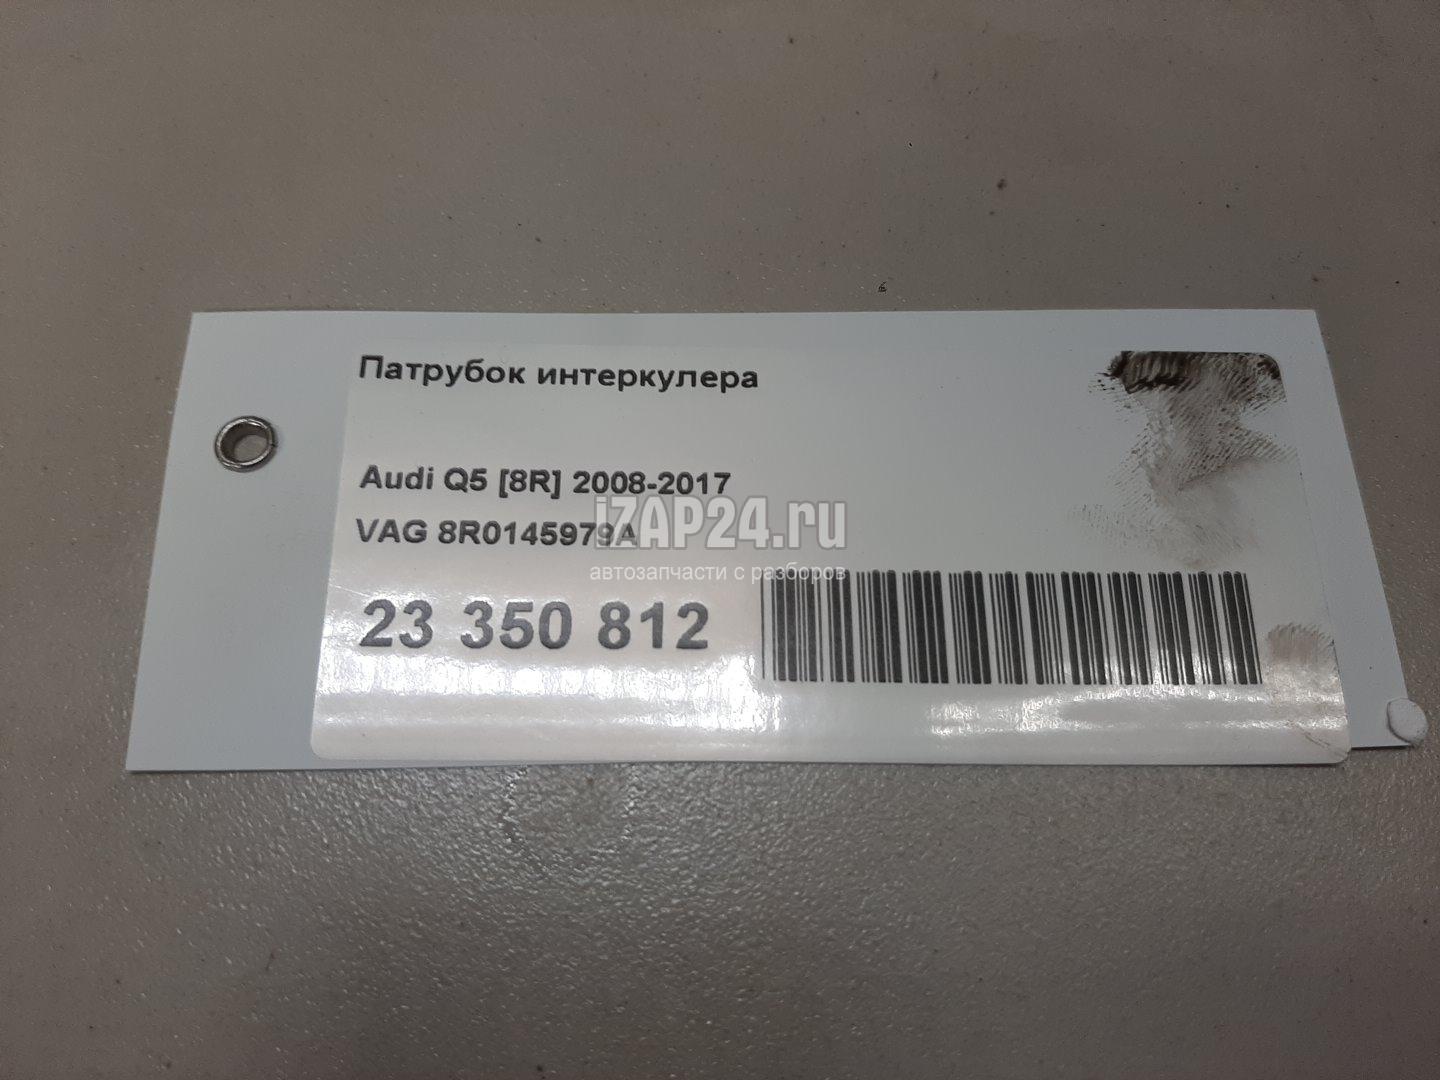 Патрубок интеркулера
Audi Q5 [8R] 2008-2017
VAG 8R0145979A
iZAP24.ru
автозапчасти с разборов
23 350 812